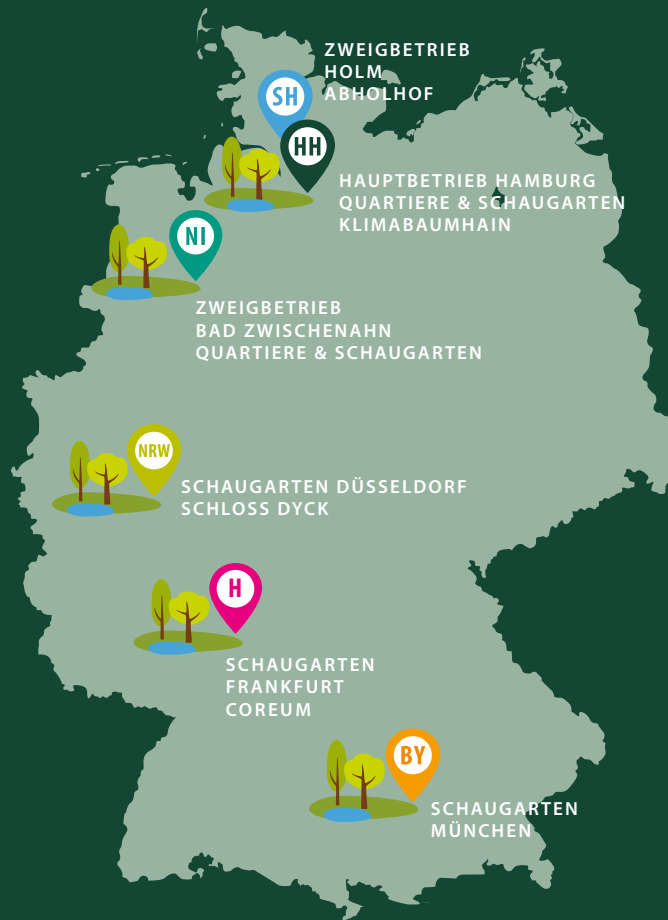 ZWEIGBETRIEB
HOLM
ABHOLHOF
SH
HH
HAUPTBETRIEB HAMBURG
QUARTIERE & SCHAUGARTEN
KLIMABAUMHAIN
NI
ZWEIGBETRIEB
BAD ZWISCHENAHN
QUARTIERE & SCHAUGARTEN
NRW
SCHAUGARTEN DÜSSELDORF
SCHLOSS DYCK
H
SCHAUGARTEN
FRANKFURT
COREUM
BY
SCHAUGARTEN
MÜNCHEN